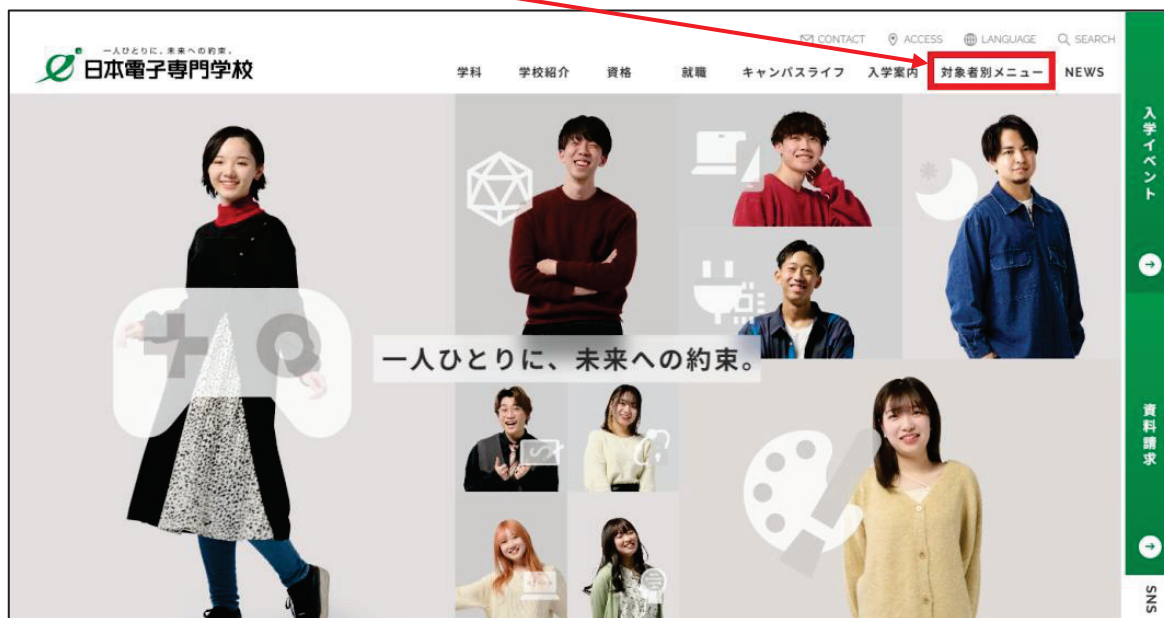 CONTACT ACCESS LANGUAGE SEARCH
一人ひとりに、未来への約束。
日本電子専門学校
学科 学校紹介 資格 就職 キャンパスライフ 入学案内 対象者別メニュー NEWS
入学イベント
一人ひとりに、未来への約束。
資料請求
SNS